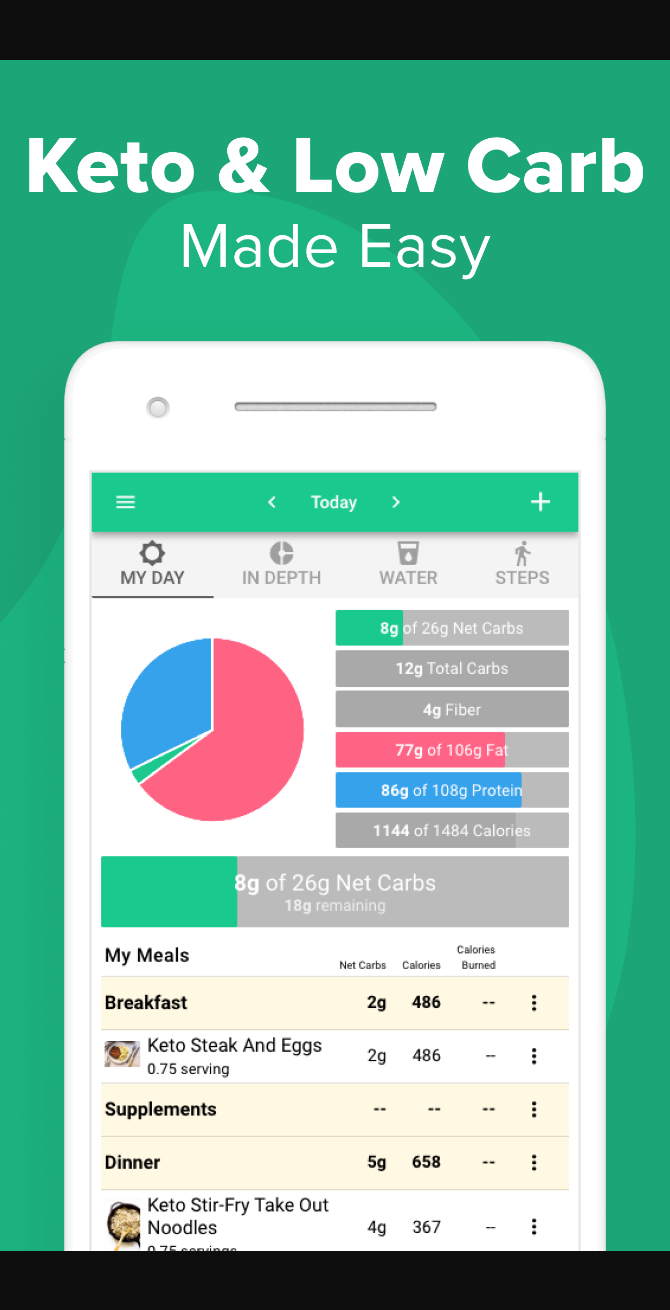 Keto & Low Carb
Made Easy
Today
MY DAY
IN DEPTH
WATER
STEPS
8g of 26g Net Carbs
12g Total Carbs
4g Fiber
77g of 106g Fat
86g of 108g Protein
1144 of 1484 Calories
8g of 26g Net Carbs
18g remaining
My Meals Net Carbs Calories Calories Burned
Breakfast 2g 486 --
Keto Steak And Eggs 2g 486 --
0.75 serving
Supplements -- -- --
Dinner 5g 658 --
Keto Stir-Fry Take Out
Noodles 4g 367 --
0.75 servings